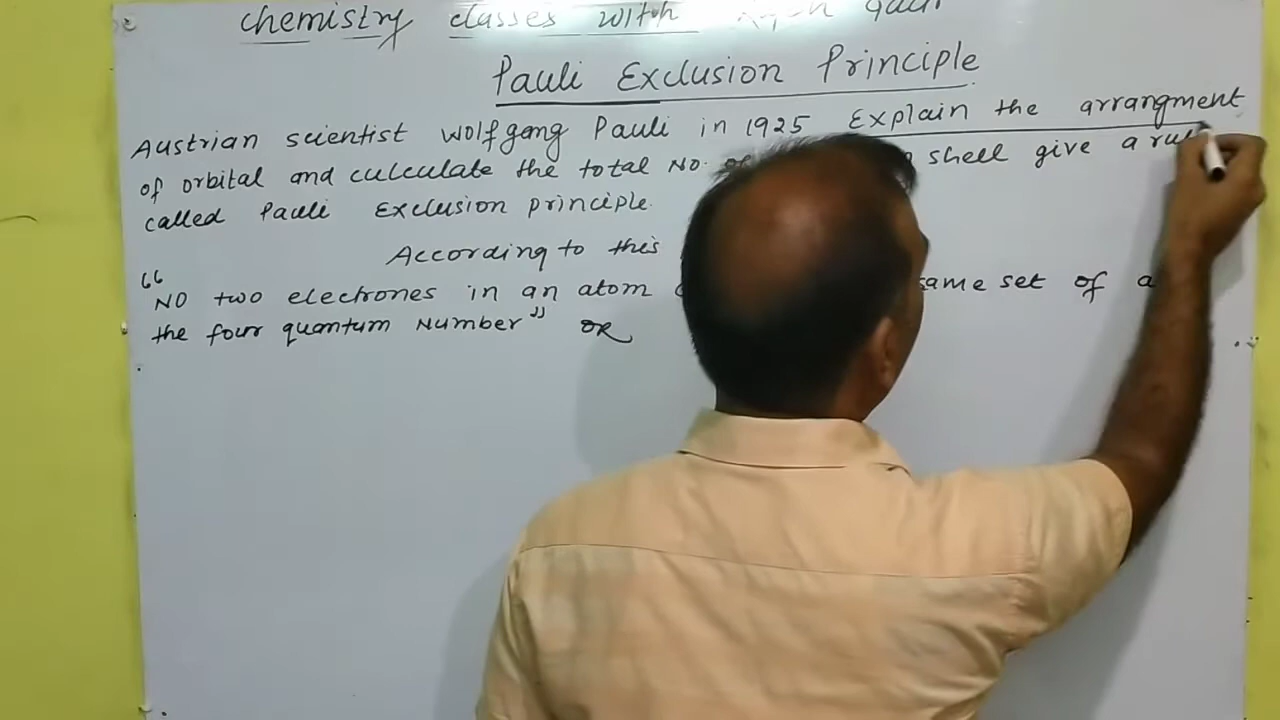 chemistry classes with
Pauli Exclusion Principle
Austrian scientist Wolfgang Pauli in 1925 Explain the arrangment
of orbital and culculate the total No. of shell give a
called Pauli Exclusion principle.
According to this
“ No two electrones in an atom same set of
the four quantum Number” OR